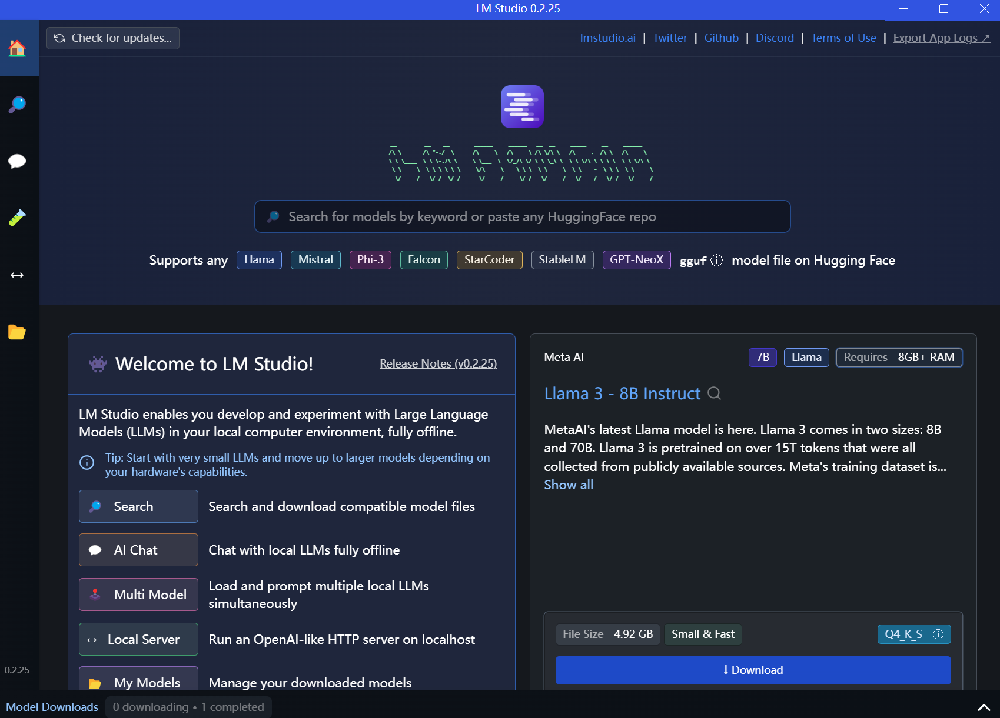 LM Studio 0.2.25
Check for updates...
lmstudio.ai | Twitter | Github | Discord | Terms of Use | Export App Logs ↗
LM STUDIO
Search for models by keyword or paste any HuggingFace repo
Supports any Llama Mistral Phi-3 Falcon StarCoder StableLM GPT-NeoX gguf ⓘ model file on Hugging Face
Welcome to LM Studio!
Release Notes (v0.2.25)
LM Studio enables you develop and experiment with Large Language
Models (LLMs) in your local computer environment, fully offline.
Tip: Start with very small LLMs and move up to larger models depending on
your hardware's capabilities.
Search
Search and download compatible model files
AI Chat
Chat with local LLMs fully offline
Multi Model
Load and prompt multiple local LLMs
simultaneously
Local Server
Run an OpenAI-like HTTP server on localhost
My Models
Manage your downloaded models
Meta AI
7B Llama Requires 8GB+ RAM
Llama 3 - 8B Instruct
MetaAI's latest Llama model is here. Llama 3 comes in two sizes: 8B
and 70B. Llama 3 is pretrained on over 15T tokens that were all
collected from publicly available sources. Meta's training dataset is...
Show all
File Size 4.92 GB Small & Fast Q4_K_S ⓘ
↓ Download
0.2.25
Model Downloads 0 downloading • 1 completed